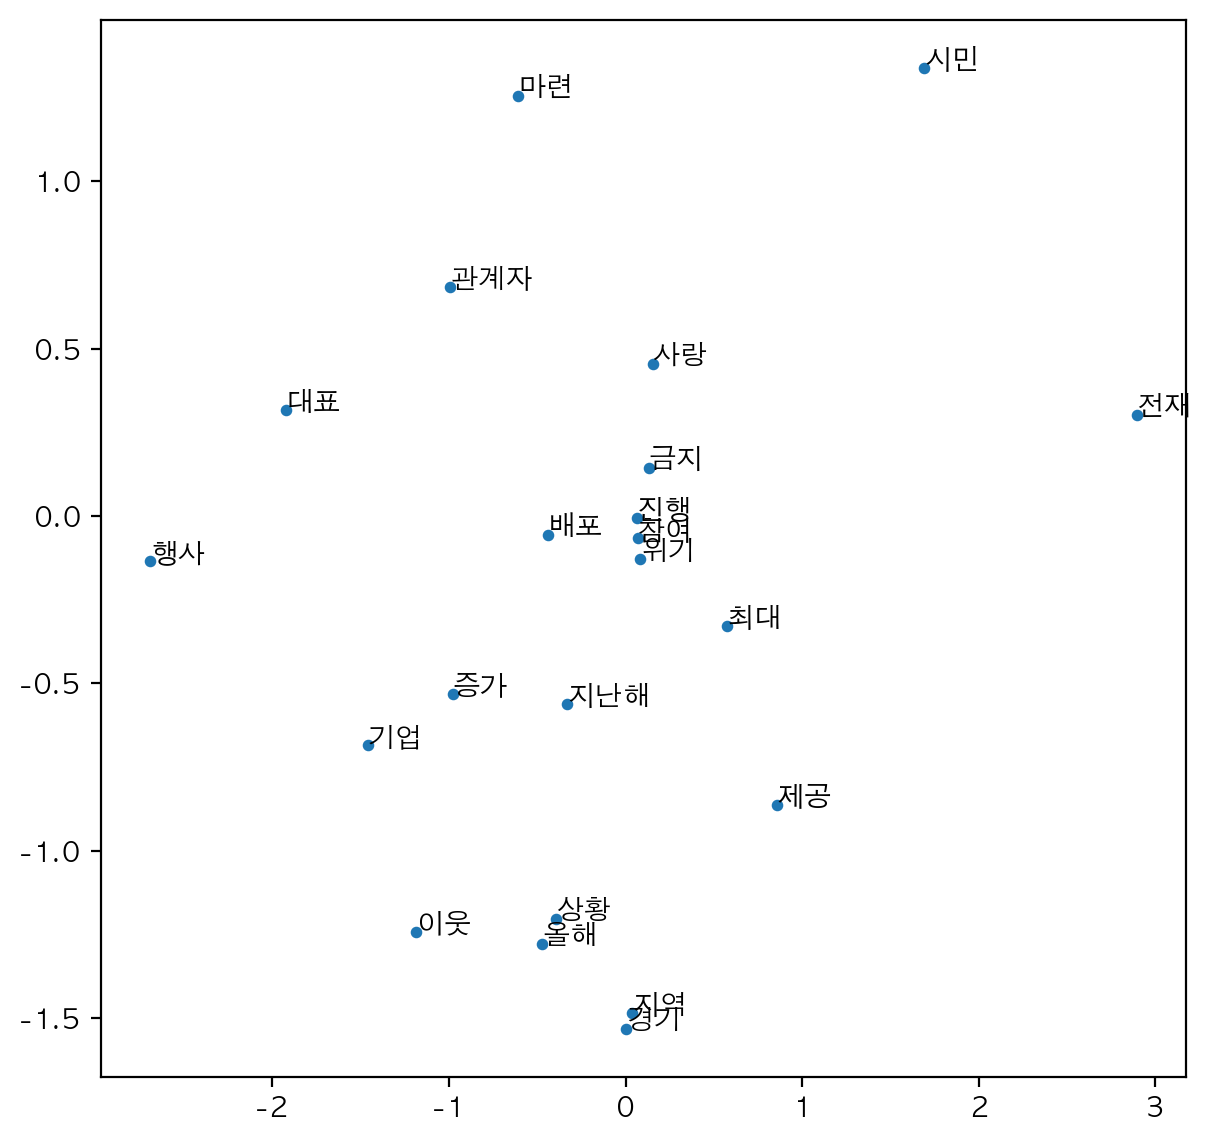 시민
마련
1.0
관계자
0.5
사랑
대표
전재
금지
진행
0.0
배포
참여
위기
행사
최대
-0.5
증가
지난해
기업
제공
-1.0
상황
이웃
올해
지역
-1.5
경기
-2
-1
0
1
2
3